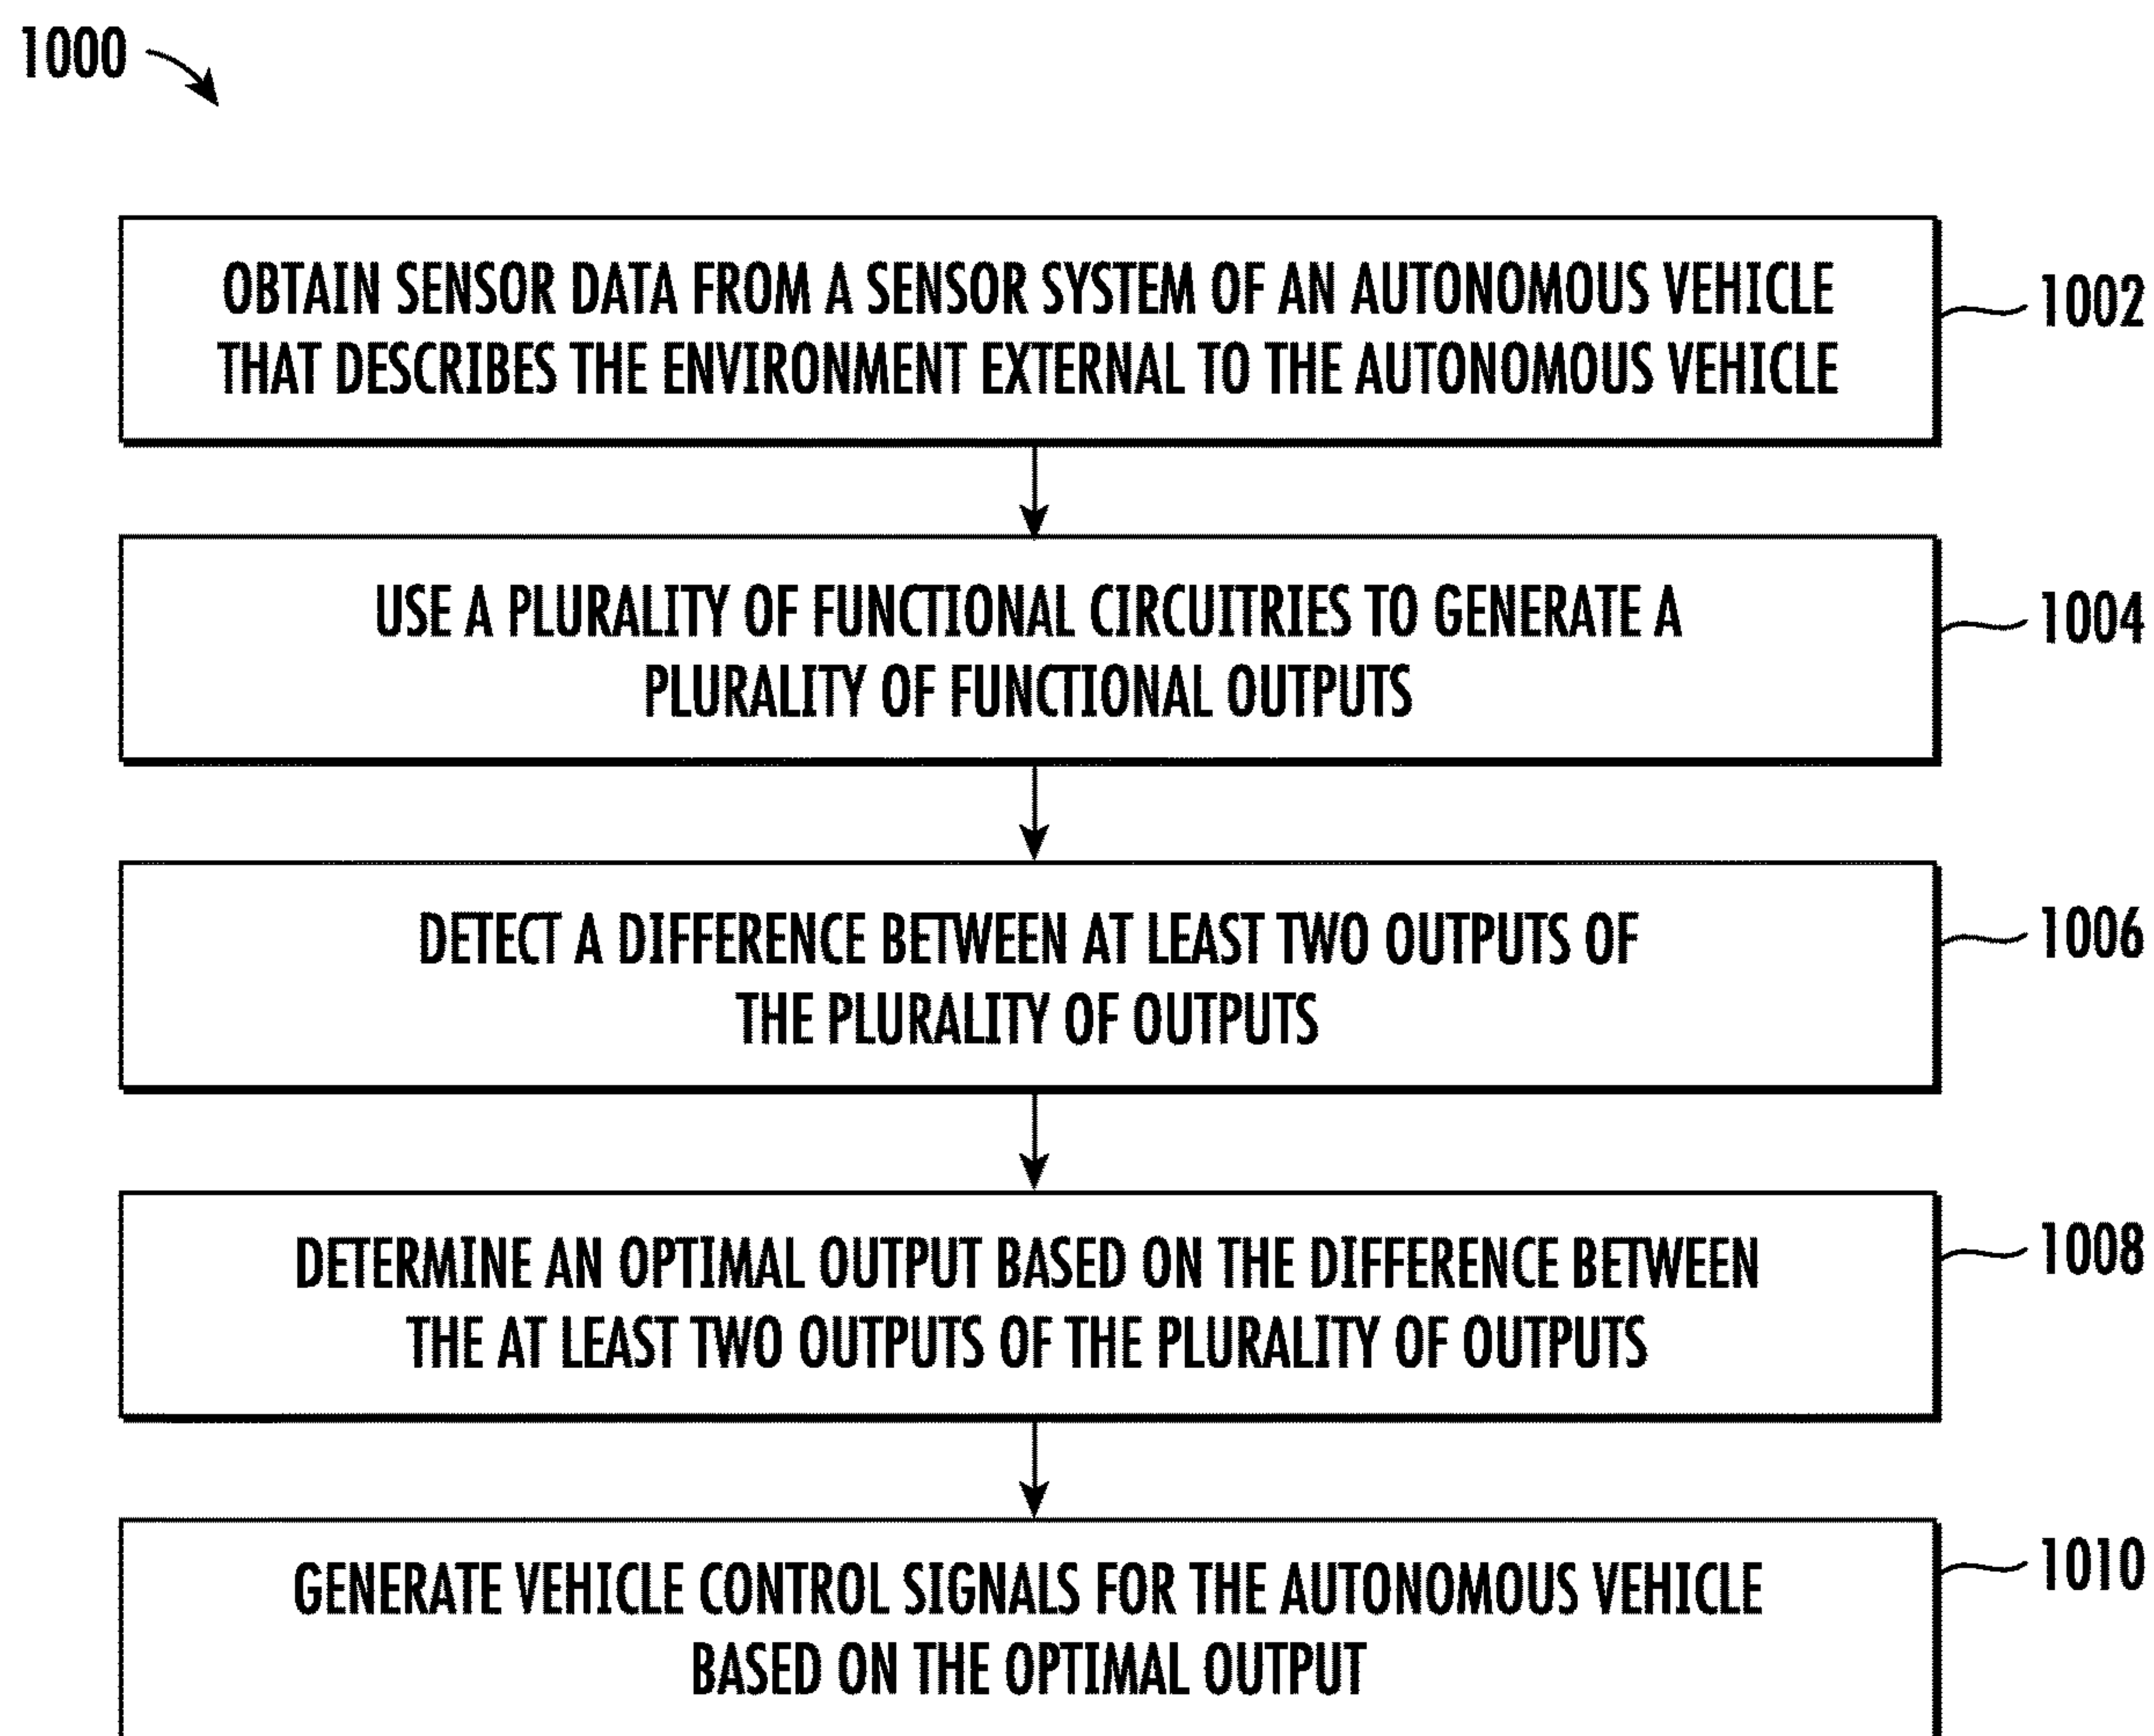 1000
OBTAIN SENSOR DATA FROM A SENSOR SYSTEM OF AN AUTONOMOUS VEHICLE
THAT DESCRIBES THE ENVIRONMENT EXTERNAL TO THE AUTONOMOUS VEHICLE
1002
USE A PLURALITY OF FUNCTIONAL CIRCUITRIES TO GENERATE A
PLURALITY OF FUNCTIONAL OUTPUTS
1004
DETECT A DIFFERENCE BETWEEN AT LEAST TWO OUTPUTS OF
THE PLURALITY OF OUTPUTS
1006
DETERMINE AN OPTIMAL OUTPUT BASED ON THE DIFFERENCE BETWEEN
THE AT LEAST TWO OUTPUTS OF THE PLURALITY OF OUTPUTS
1008
GENERATE VEHICLE CONTROL SIGNALS FOR THE AUTONOMOUS VEHICLE
BASED ON THE OPTIMAL OUTPUT
1010